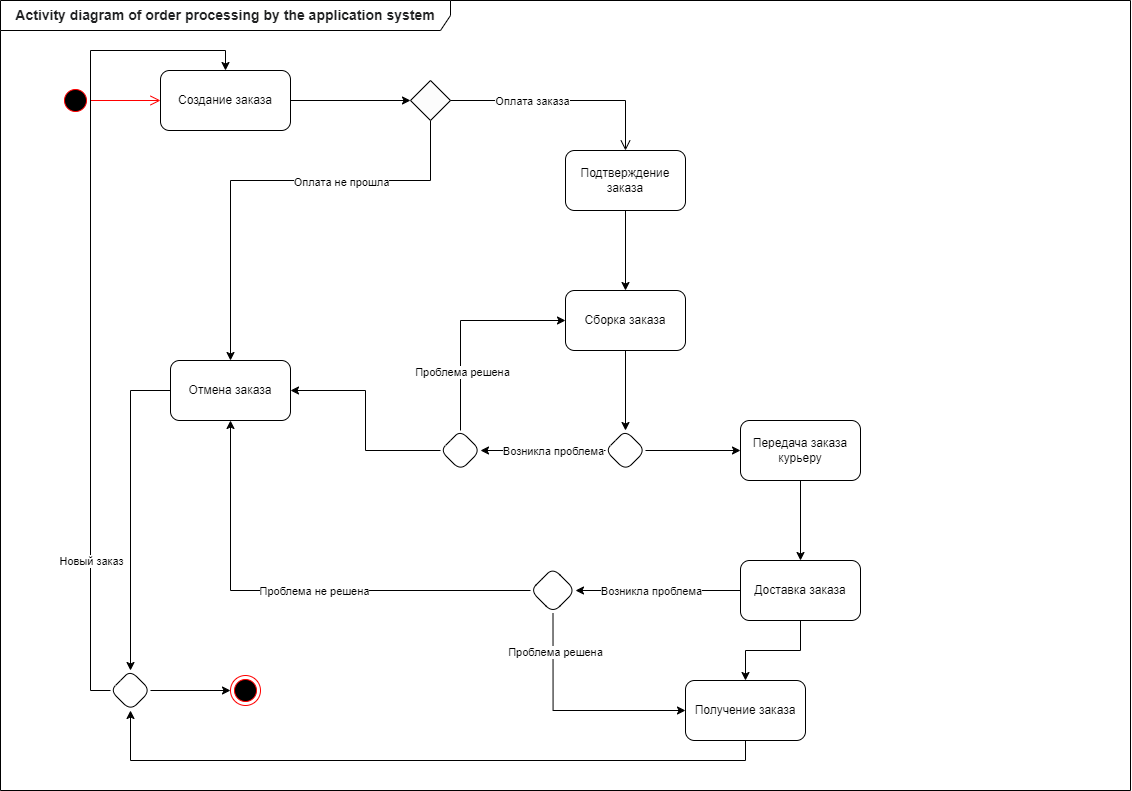 Activity diagram of order processing by the application system
Создание заказа
Оплата заказа
Подтверждение
заказа
Оплата не прошла
Сборка заказа
Проблема решена
Отмена заказа
Возникла проблема
Передача заказа
курьеру
Новый заказ
Проблема не решена
Возникла проблема
Доставка заказа
Проблема решена
Получение заказа